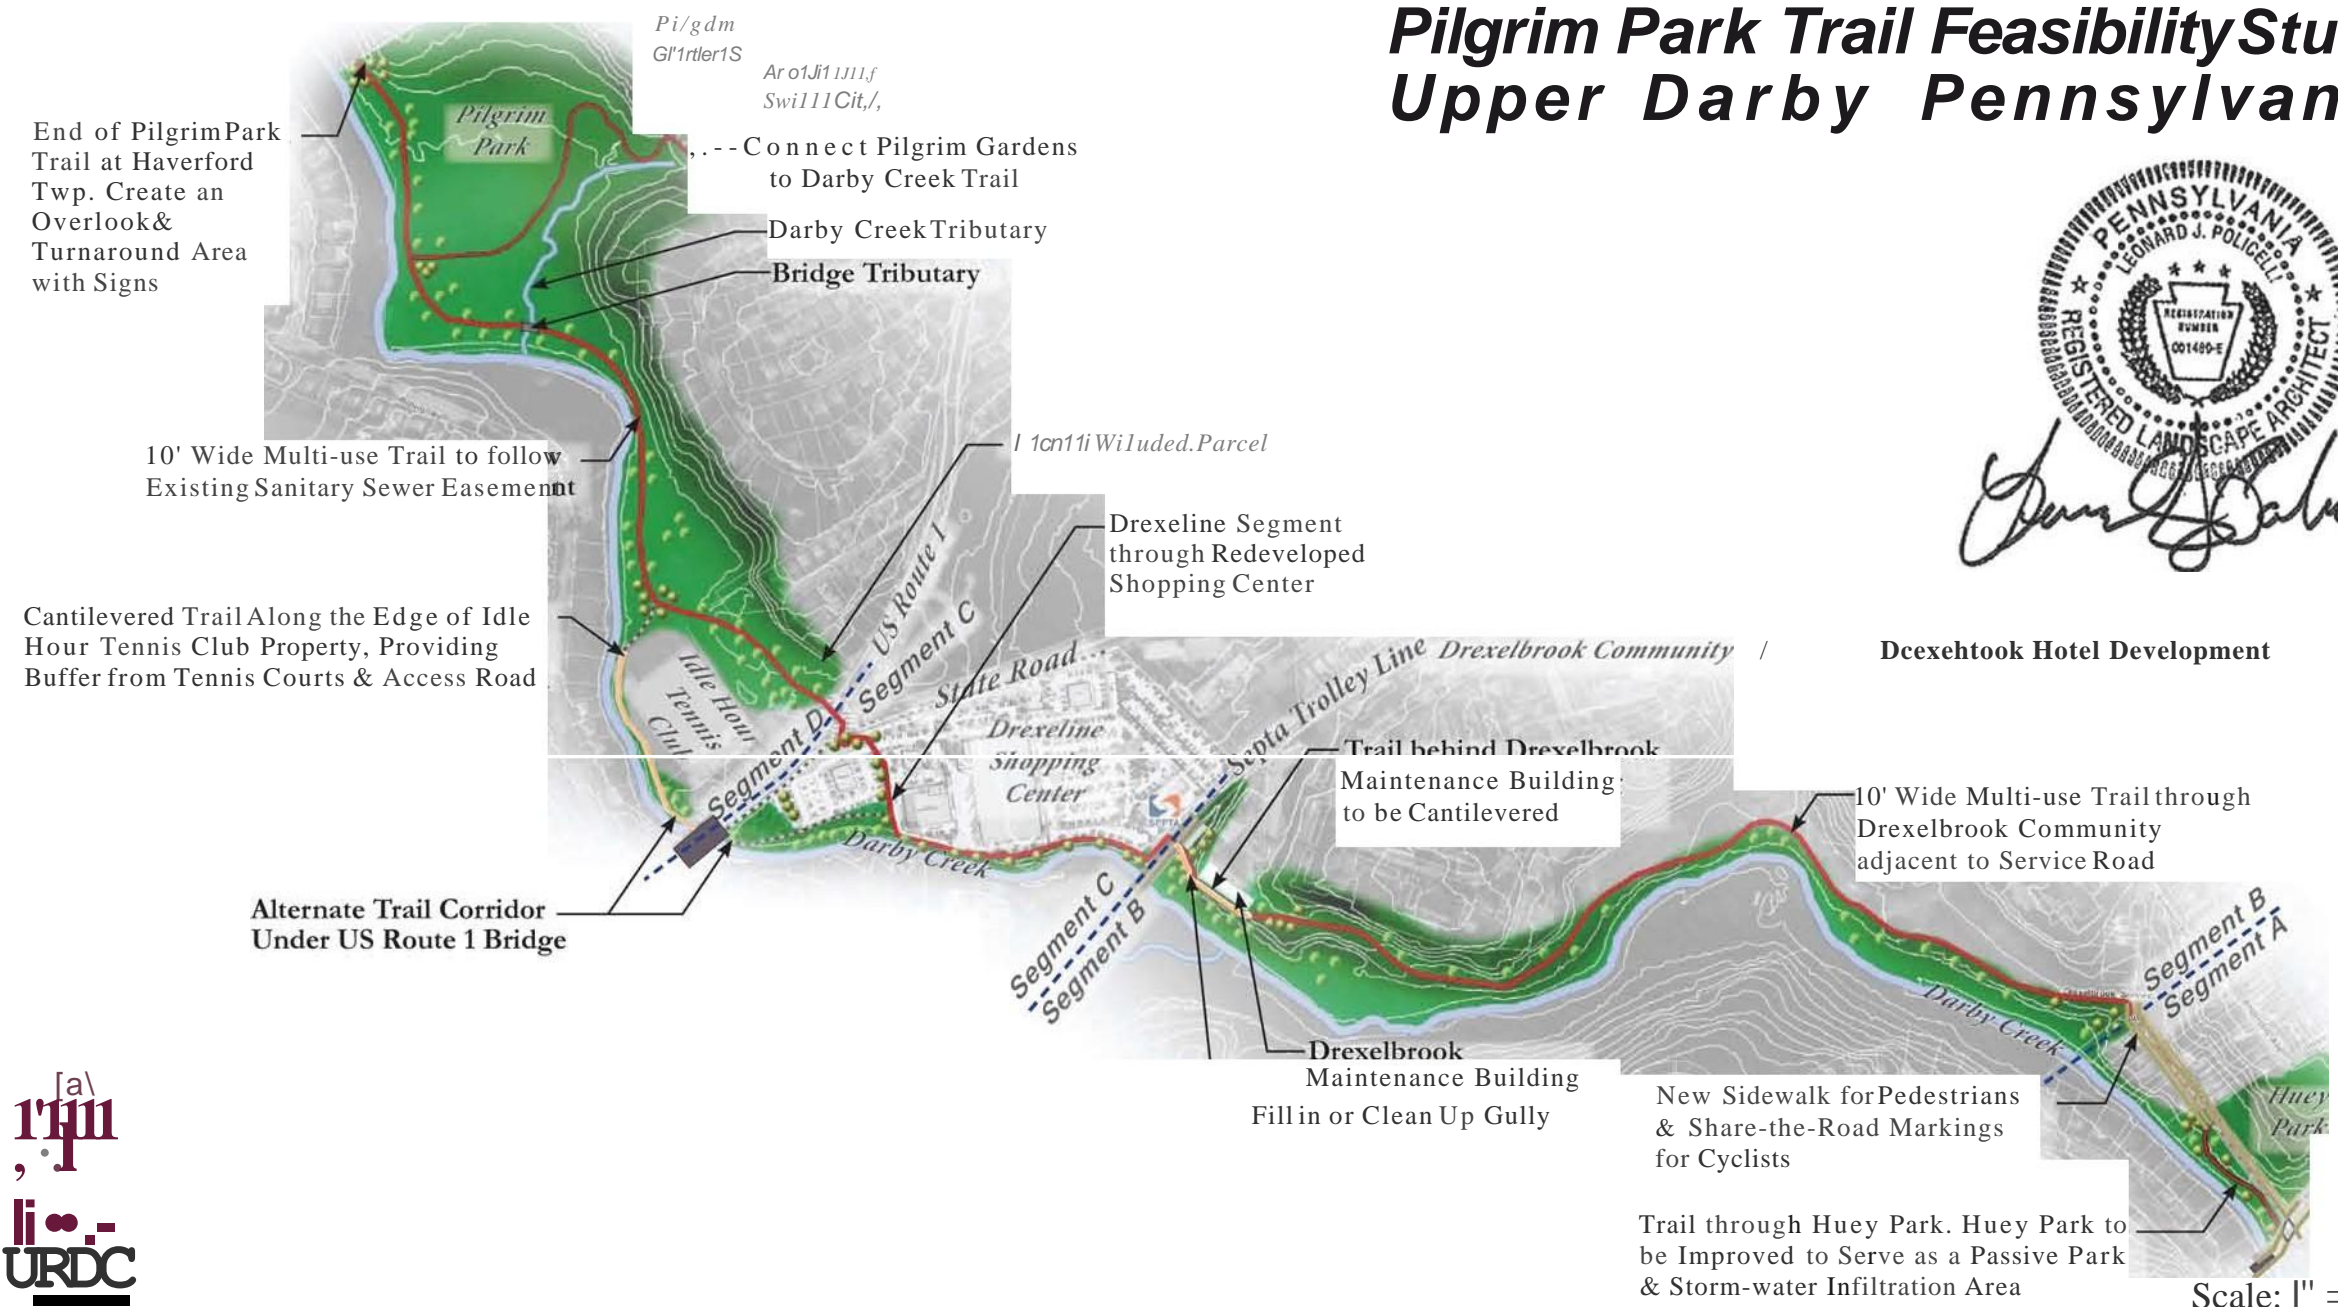 Pilgrim Park Trail Feasibility Stu
Upper Darby Pennsylvan
End of Pilgrim Park
Trail at Haverford
Twp. Create an
Overlook &
Turnaround Area
with Signs
Pilgrim
Park
Connect Pilgrim Gardens
to Darby Creek Trail
Darby Creek Tributary
Bridge Tributary
PENNSYLVANIA
LEONARD J. POLICELLI
REGISTRATION
NUMBER
001489-E
REGISTERED LANDSCAPE ARCHITECT
10' Wide Multi-use Trail to follow
Existing Sanitary Sewer Easement
Parcel
Drexeline Segment
through Redeveloped
Shopping Center
Cantilevered Trail Along the Edge of Idle
Hour Tennis Club Property, Providing
Buffer from Tennis Courts & Access Road
US Route 1
Segment C
Segment D
State Road
Idle Hour
Tennis
Club
Drexeline
Shopping
Center
SEPTA
Septa Trolley Line
Drexelbrook Community
/
Dcexehtook Hotel Development
Trail behind Drexelbrook
Maintenance Building
to be Cantilevered
10' Wide Multi-use Trail through
Drexelbrook Community
adjacent to Service Road
Darby Creek
Alternate Trail Corridor
Under US Route 1 Bridge
Segment C
Segment B
Segment B
Segment A
Darby Creek
Drexelbrook
Maintenance Building
Fill in or Clean Up Gully
New Sidewalk for Pedestrians
& Share-the-Road Markings
for Cyclists
Huey
Park
Trail through Huey Park. Huey Park to
be Improved to Serve as a Passive Park
& Storm-water Infiltration Area
URDC
Scale: l" =